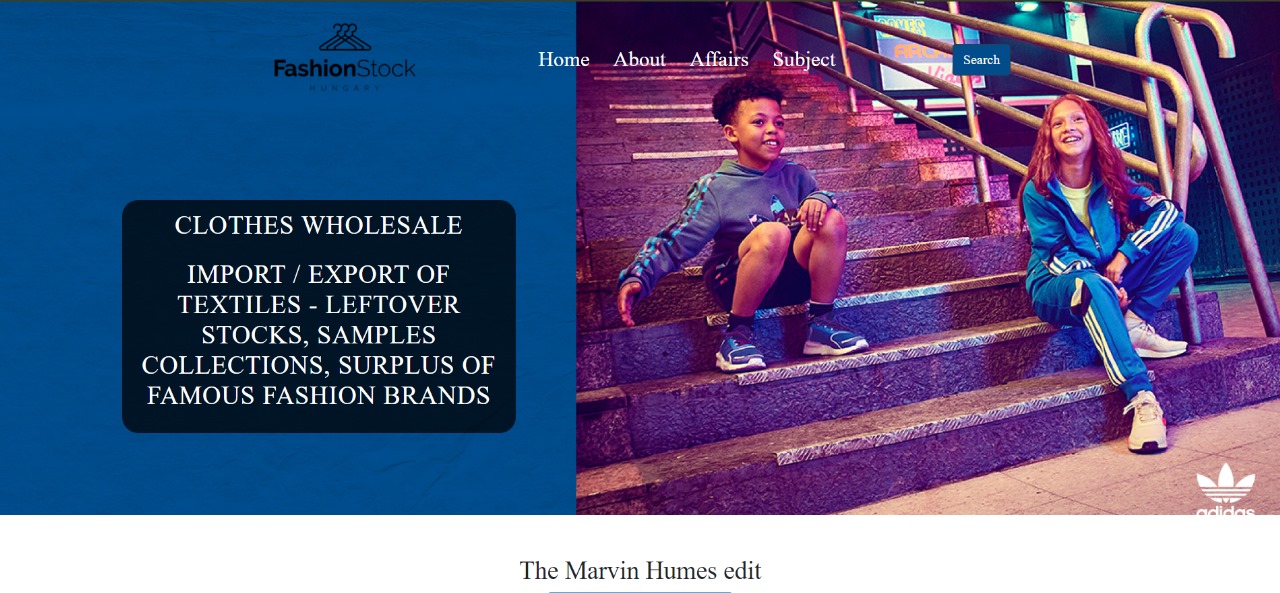 FashionStock
HUNGARY
Home About Affairs Subject
Search
CLOTHES WHOLESALE
IMPORT / EXPORT OF
TEXTILES - LEFTOVER
STOCKS, SAMPLES
COLLECTIONS, SURPLUS OF
FAMOUS FASHION BRANDS
adidas
The Marvin Humes edit